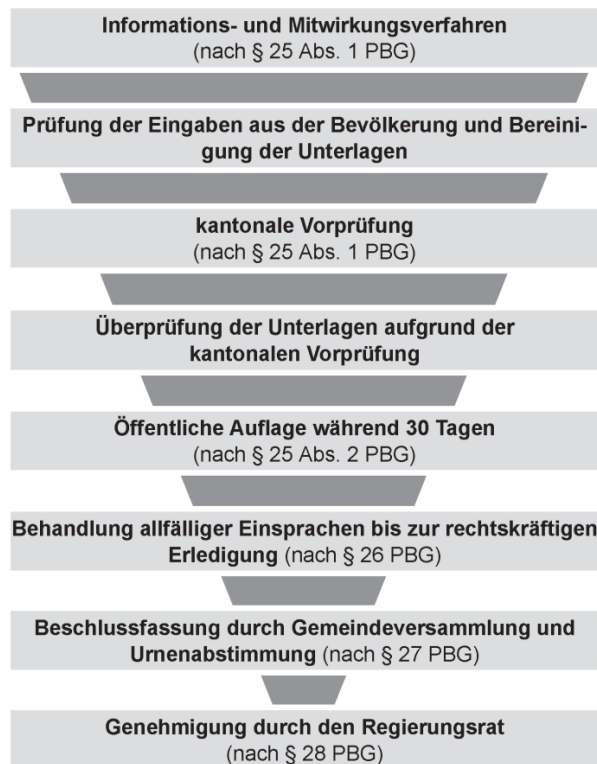 Informations- und Mitwirkungsverfahren
(nach § 25 Abs. 1 PBG)
Prüfung der Eingaben aus der Bevölkerung und Bereini-
gung der Unterlagen
kantonale Vorprüfung
(nach § 25 Abs. 1 PBG)
Überprüfung der Unterlagen aufgrund der
kantonalen Vorprüfung
Öffentliche Auflage während 30 Tagen
(nach § 25 Abs. 2 PBG)
Behandlung allfälliger Einsprachen bis zur rechtskräftigen
Erledigung (nach § 26 PBG)
Beschlussfassung durch Gemeindeversammlung und
Urnenabstimmung (nach § 27 PBG)
Genehmigung durch den Regierungsrat
(nach § 28 PBG)